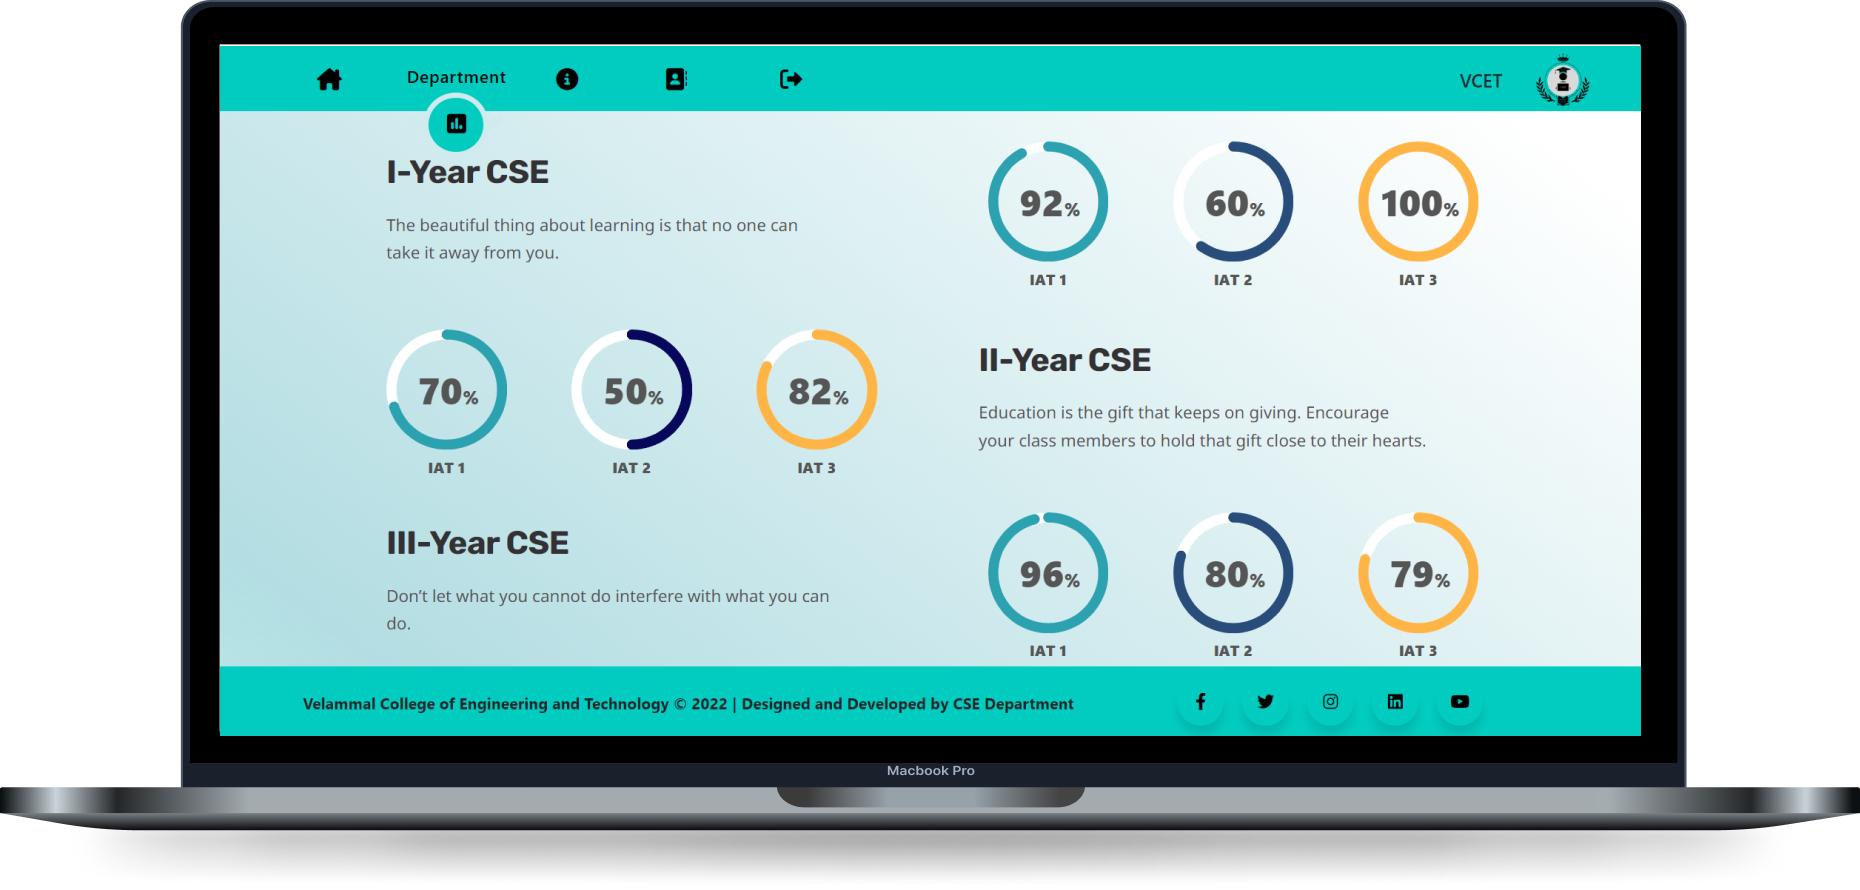 Department
VCET
I-Year CSE
The beautiful thing about learning is that no one can
take it away from you.
92%
60%
100%
IAT 1
IAT 2
IAT 3
70%
50%
82%
IAT 1
IAT 2
IAT 3
II-Year CSE
Education is the gift that keeps on giving. Encourage
your class members to hold that gift close to their hearts.
III-Year CSE
Don't let what you cannot do interfere with what you can
do.
96%
80%
79%
IAT 1
IAT 2
IAT 3
Velammal College of Engineering and Technology © 2022 | Designed and Developed by CSE Department
Macbook Pro